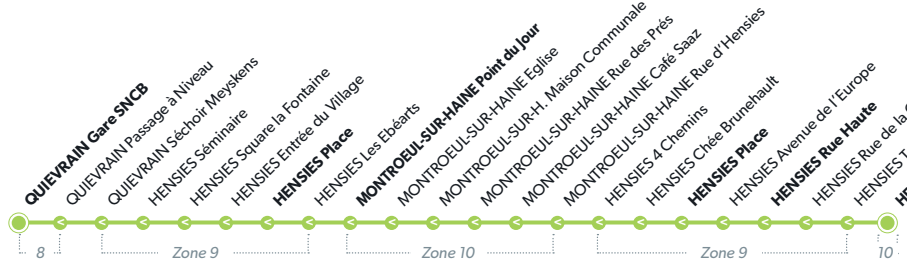 QUIEVRAIN Gare SNCB
QUIEVRAIN Passage à Niveau
QUIEVRAIN Séchoir Meyskens
HENSIES Séminaire
HENSIES Square la Fontaine
HENSIES Entrée du Village
HENSIES Place
HENSIES Les Ebéarts
MONTROEUL-SUR-HAINE Point du Jour
MONTROEUL-SUR-HAINE Eglise
MONTROEUL-SUR-H. Maison Communale
MONTROEUL-SUR-HAINE Rue des Prés
MONTROEUL-SUR-HAINE Café Saaz
MONTROEUL-SUR-HAINE Rue d'Hensies
HENSIES 4 Chemins
HENSIES Chée Brunehault
HENSIES Place
HENSIES Avenue de l'Europe
HENSIES Rue Haute
HENSIES Rue de la
HENSIES
8
Zone 9
Zone 10
Zone 9
10